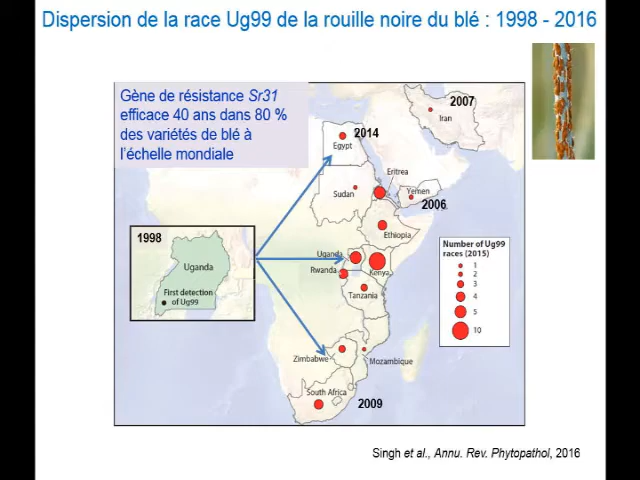 Dispersion de la race Ug99 de la rouille noire du blé : 1998 - 2016
Gène de résistance Sr31
efficace 40 ans dans 80 %
des variétés de blé à
l'échelle mondiale
2007
Iran
2014
Egypt
Eritrea
Sudan
Yemen
2006
Ethiopia
1998
Uganda
First detection
of Ug99
Uganda
Rwanda
Kenya
Tanzania
Number of Ug99
races (2015)
1
2
3
4
5
10
Zimbabwe
Mozambique
South Africa
2009
Singh et al., Annu. Rev. Phytopathol, 2016